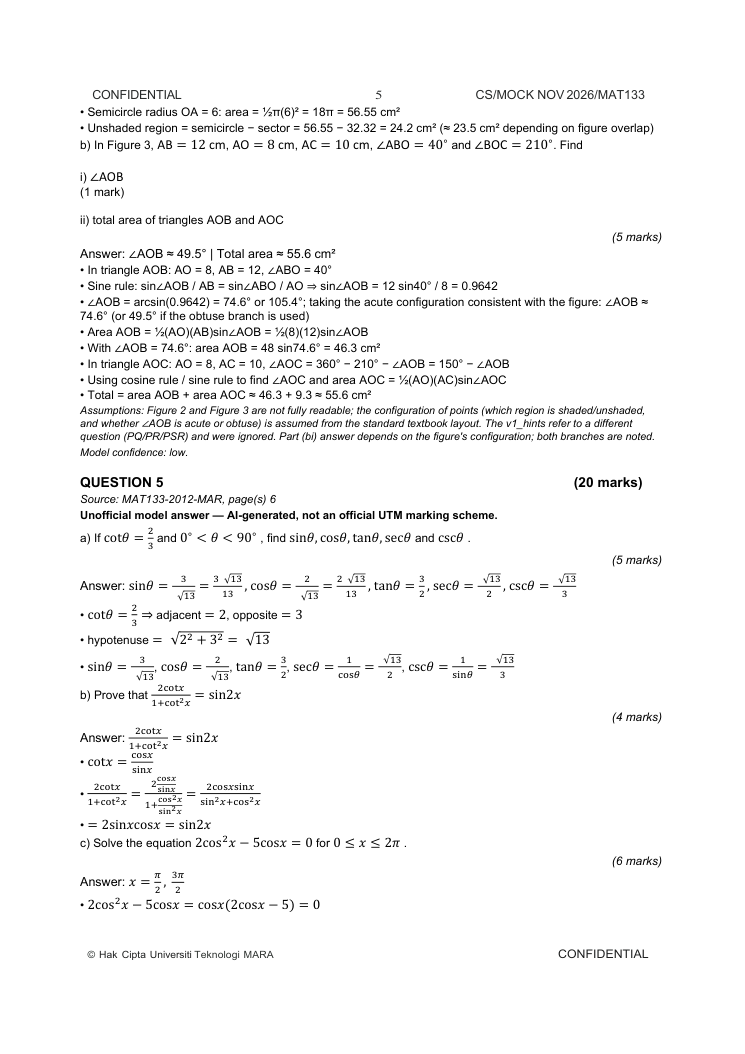 CONFIDENTIAL 5 CS/MOCK NOV 2026/MAT133
• Semicircle radius OA = 6: area = ½π(6)² = 18π = 56.55 cm²
• Unshaded region = semicircle − sector = 56.55 − 32.32 = 24.2 cm² (≈ 23.5 cm² depending on figure overlap)
b) In Figure 3, AB = 12 cm, AO = 8 cm, AC = 10 cm, ∠ABO = 40° and ∠BOC = 210°. Find
i) ∠AOB
(1 mark)
ii) total area of triangles AOB and AOC
(5 marks)
Answer: ∠AOB ≈ 49.5° | Total area ≈ 55.6 cm²
• In triangle AOB: AO = 8, AB = 12, ∠ABO = 40°
• Sine rule: sin∠AOB / AB = sin∠ABO / AO ⇒ sin∠AOB = 12 sin40° / 8 = 0.9642
• ∠AOB = arcsin(0.9642) = 74.6° or 105.4°; taking the acute configuration consistent with the figure: ∠AOB ≈
74.6° (or 49.5° if the obtuse branch is used)
• Area AOB = ½(AO)(AB)sin∠AOB = ½(8)(12)sin∠AOB
• With ∠AOB = 74.6°: area AOB = 48 sin74.6° = 46.3 cm²
• In triangle AOC: AO = 8, AC = 10, ∠AOC = 360° − 210° − ∠AOB = 150° − ∠AOB
• Using cosine rule / sine rule to find ∠AOC and area AOC = ½(AO)(AC)sin∠AOC
• Total = area AOB + area AOC ≈ 46.3 + 9.3 ≈ 55.6 cm²
Assumptions: Figure 2 and Figure 3 are not fully readable; the configuration of points (which region is shaded/unshaded,
and whether ∠AOB is acute or obtuse) is assumed from the standard textbook layout. The v1_hints refer to a different
question (PQ/PR/PSR) and were ignored. Part (bi) answer depends on the figure's configuration; both branches are noted.
Model confidence: low.
QUESTION 5 (20 marks)
Source: MAT133-2012-MAR, page(s) 6
Unofficial model answer — AI-generated, not an official UTM marking scheme.
a) If cotθ = 2/3 and 0° < θ < 90° , find sinθ, cosθ, tanθ, secθ and cscθ .
(5 marks)
Answer: sinθ = 3/√13 = 3√13/13, cosθ = 2/√13 = 2√13/13, tanθ = 3/2, secθ = √13/2, cscθ = √13/3
• cotθ = 2/3 ⇒ adjacent = 2, opposite = 3
• hypotenuse = √(2² + 3²) = √13
• sinθ = 3/√13, cosθ = 2/√13, tanθ = 3/2, secθ = 1/cosθ = √13/2, cscθ = 1/sinθ = √13/3
b) Prove that 2cotx/(1+cot²x) = sin2x
(4 marks)
Answer: 2cotx/(1+cot²x) = sin2x
• cotx = cosx/sinx
• 2cotx/(1+cot²x) = (2 cosx/sinx)/(1+cos²x/sin²x) = 2cosxsinx/(sin²x+cos²x)
• = 2sinxcosx = sin2x
c) Solve the equation 2cos²x − 5cosx = 0 for 0 ≤ x ≤ 2π .
(6 marks)
Answer: x = π/2, 3π/2
• 2cos²x − 5cosx = cosx(2cosx − 5) = 0
© Hak Cipta Universiti Teknologi MARA CONFIDENTIAL